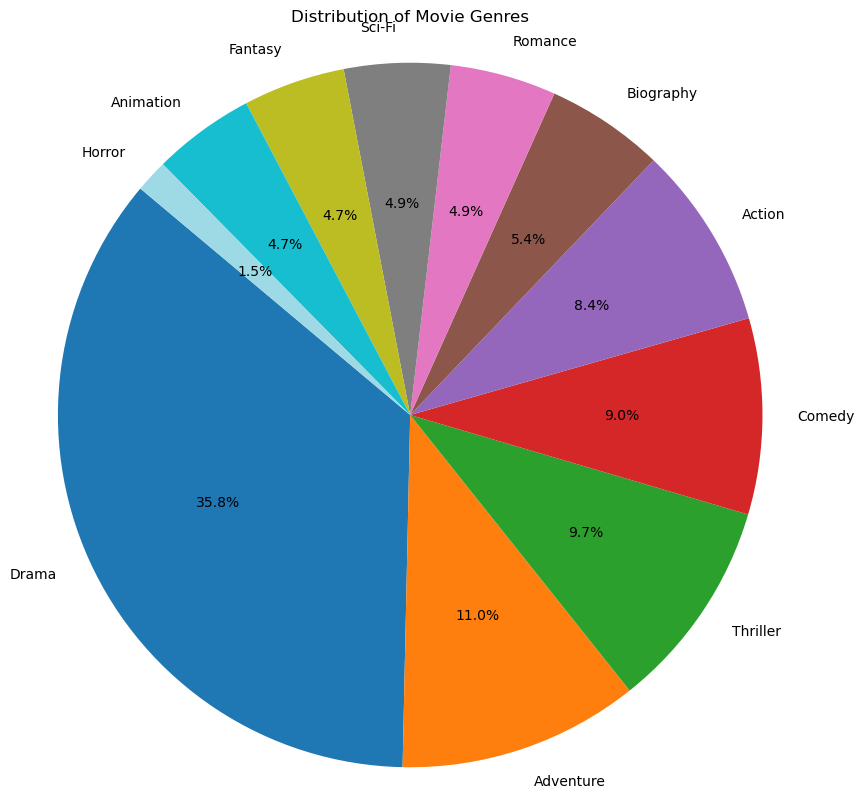 Distribution of Movie Genres
Sci-Fi
Romance
Fantasy
Biography
Animation
Horror
Action
4.9%
4.9%
4.7%
5.4%
4.7%
1.5%
8.4%
9.0%
Comedy
35.8%
9.7%
Drama
11.0%
Thriller
Adventure